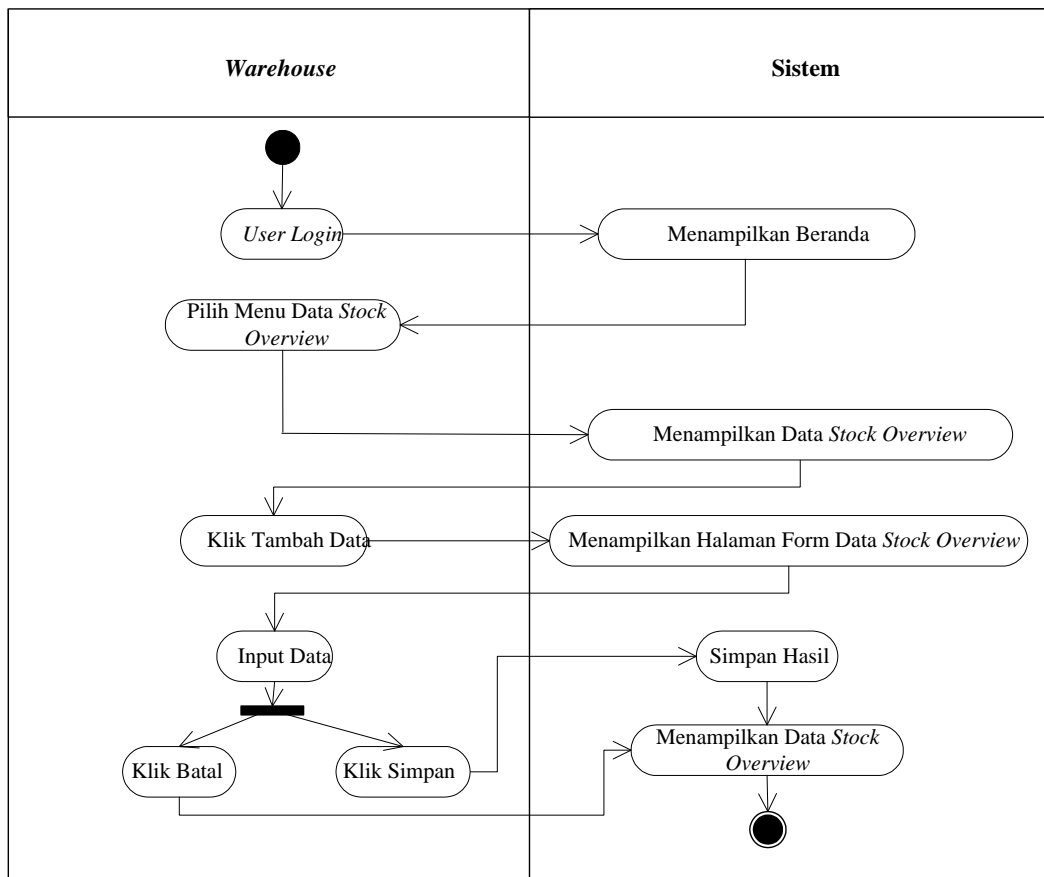 Warehouse
Sistem
User Login
Menampilkan Beranda
Pilih Menu Data Stock
Overview
Menampilkan Data Stock Overview
Klik Tambah Data
Menampilkan Halaman Form Data Stock Overview
Input Data
Simpan Hasil
Klik Batal
Klik Simpan
Menampilkan Data Stock
Overview